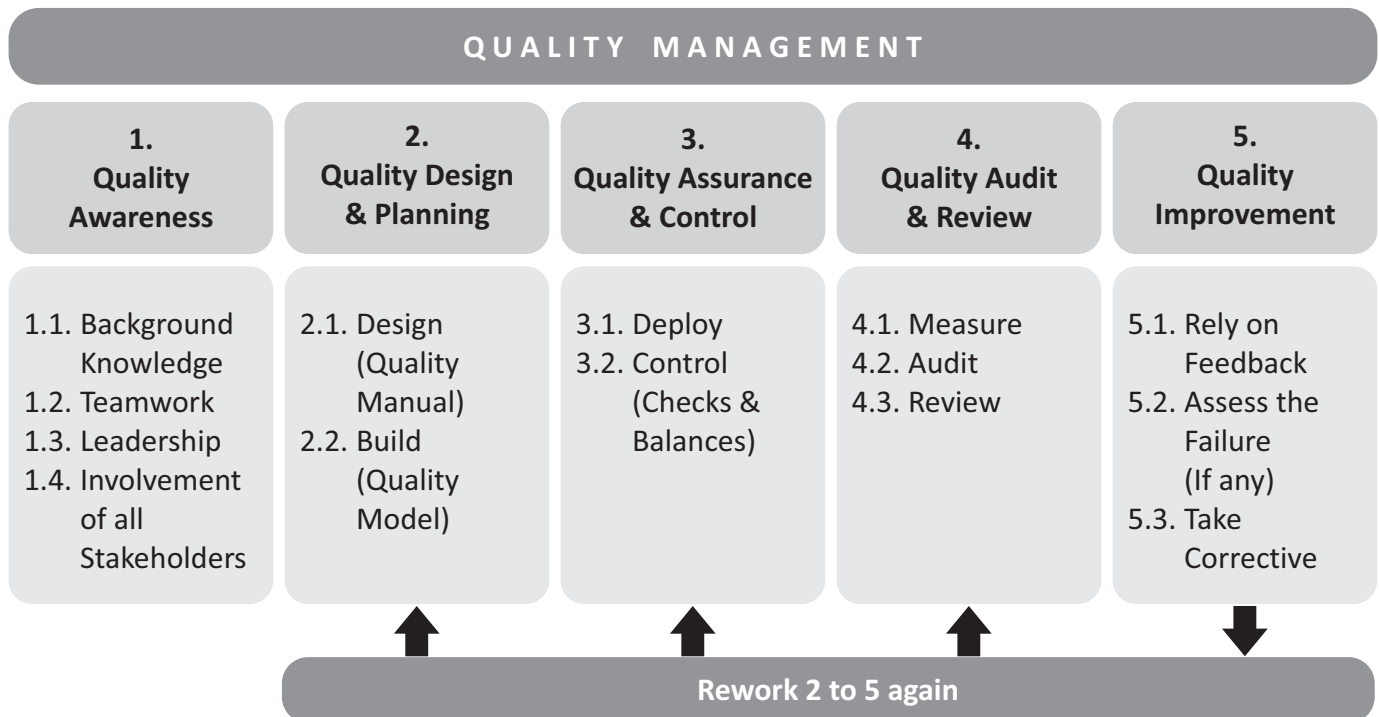 QUALITY MANAGEMENT
1.
Quality
Awareness
2.
Quality Design
& Planning
3.
Quality Assurance
& Control
4.
Quality Audit
& Review
5.
Quality
Improvement
1.1. Background
Knowledge
1.2. Teamwork
1.3. Leadership
1.4. Involvement
of all
Stakeholders
2.1. Design
(Quality
Manual)
2.2. Build
(Quality
Model)
3.1. Deploy
3.2. Control
(Checks &
Balances)
4.1. Measure
4.2. Audit
4.3. Review
5.1. Rely on
Feedback
5.2. Assess the
Failure
(If any)
5.3. Take
Corrective
Rework 2 to 5 again